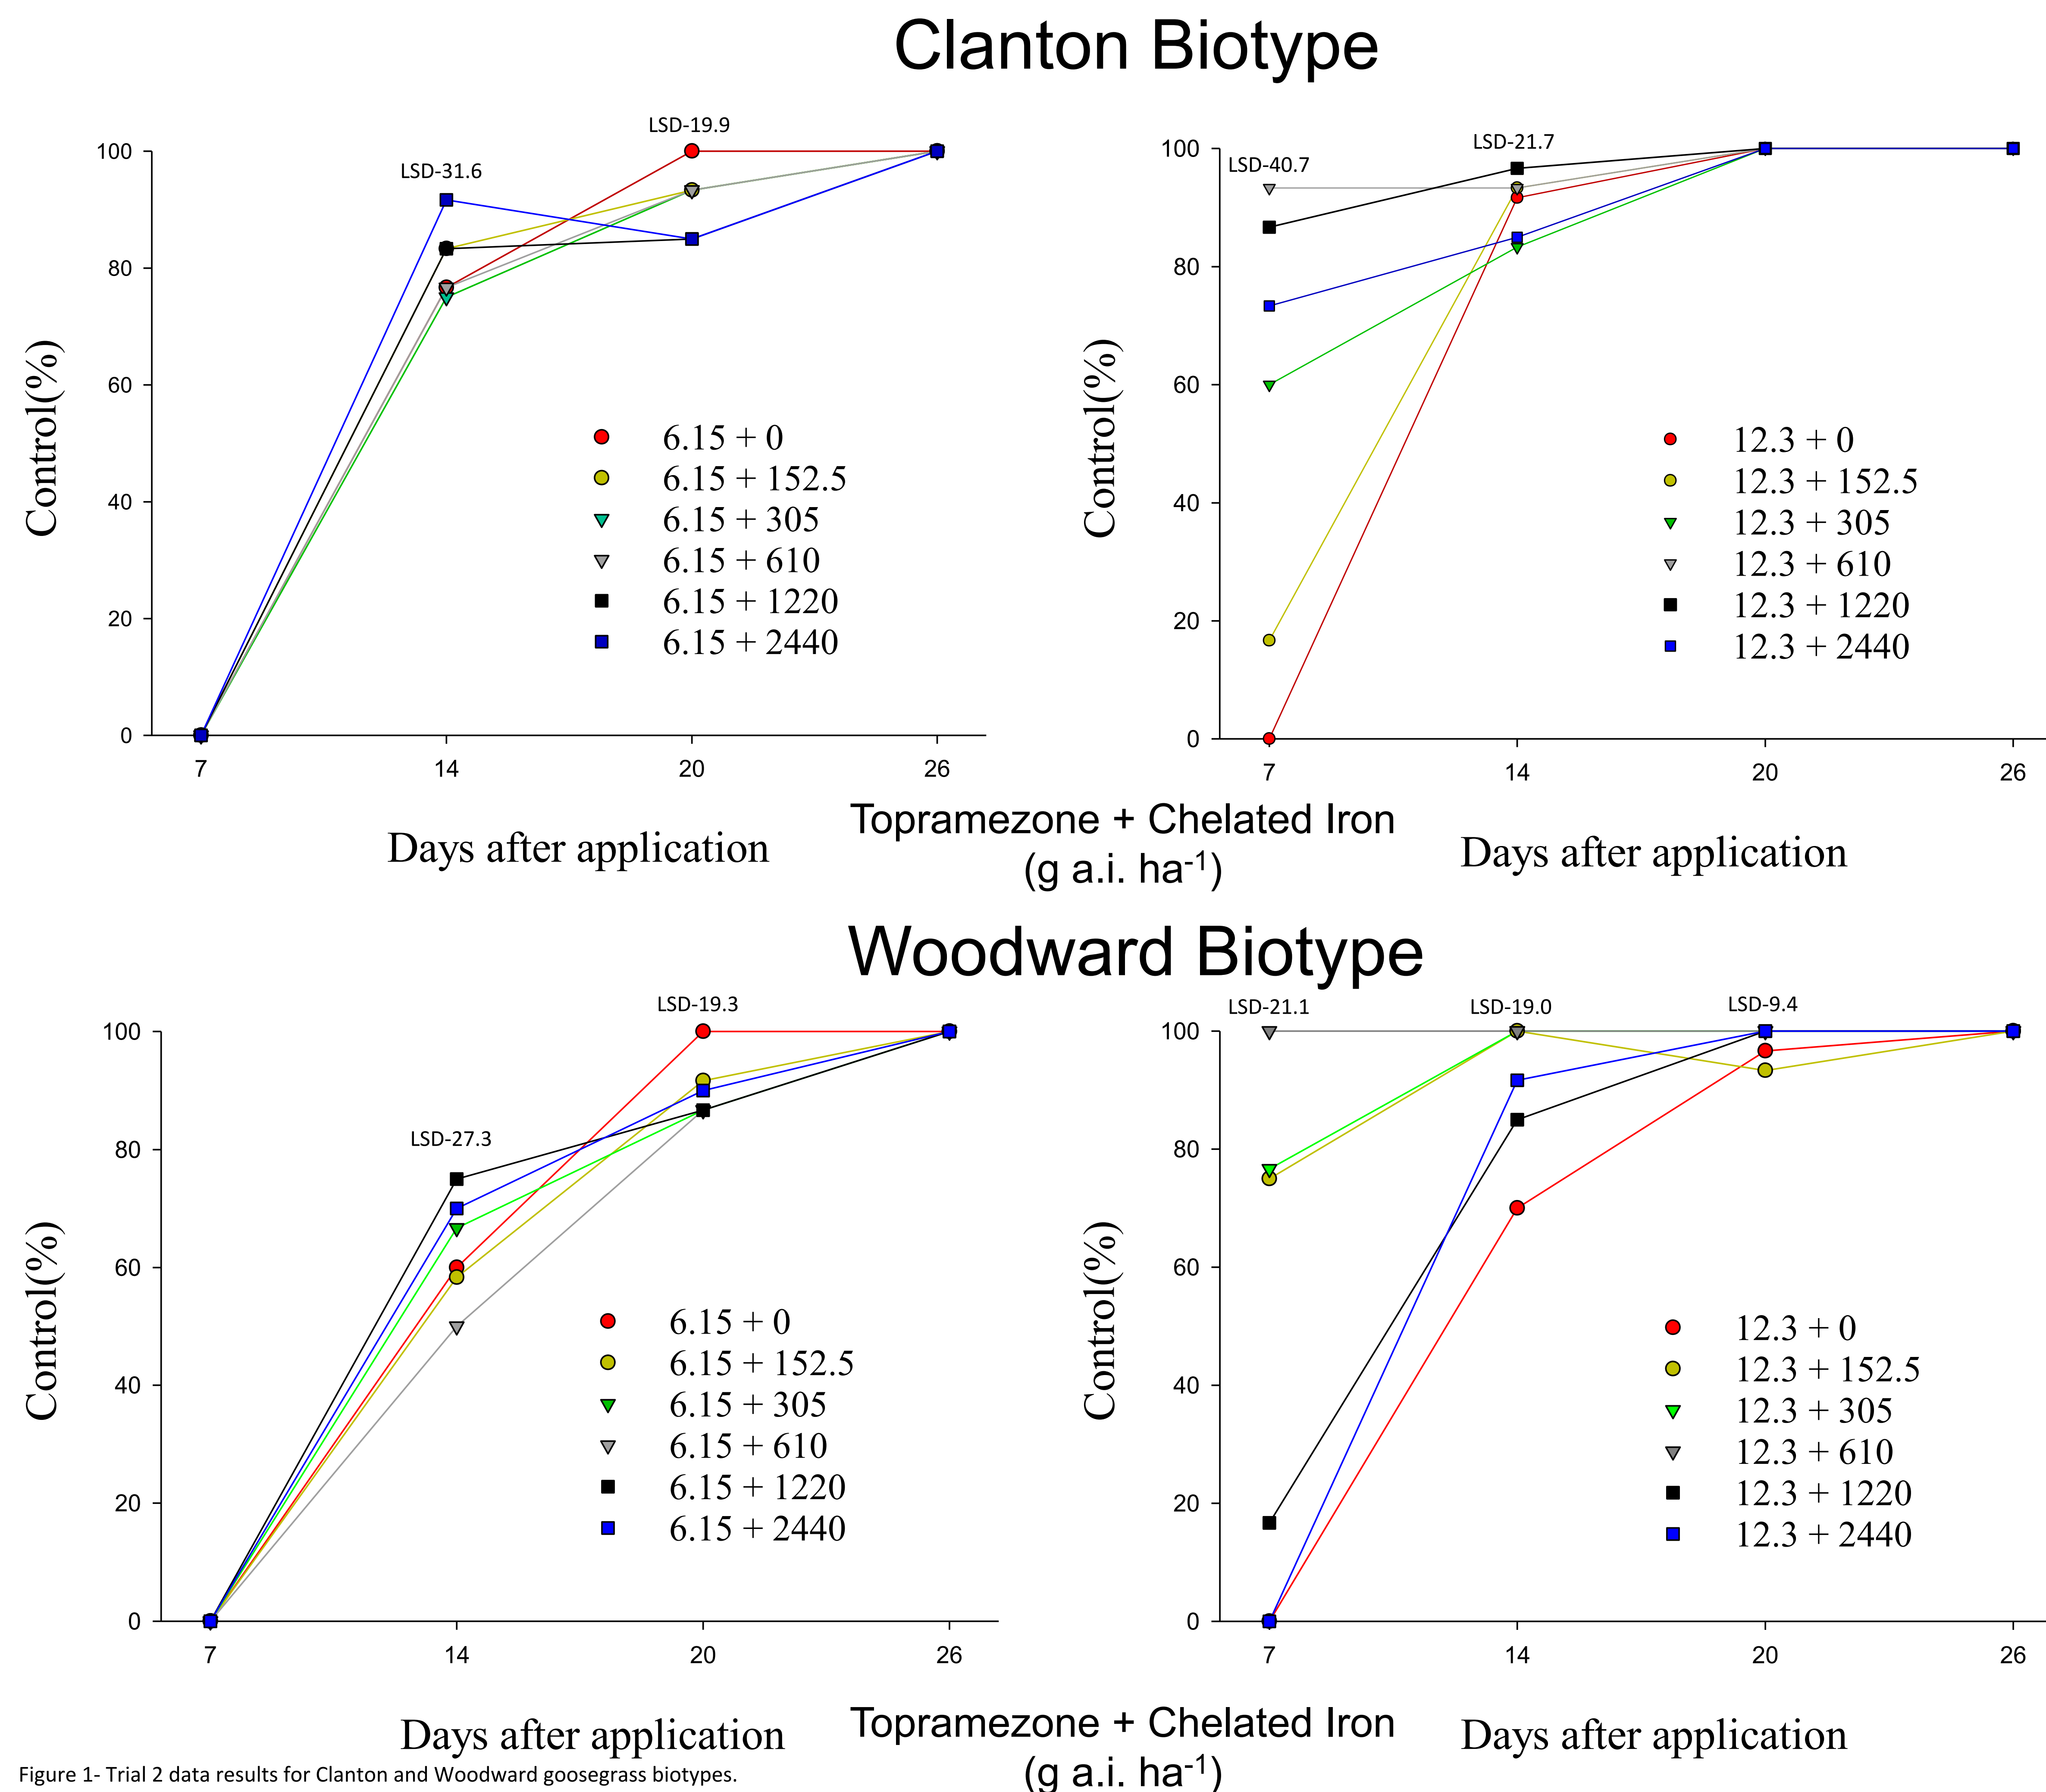 Clanton Biotype
LSD-31.6
LSD-19.9
Control(%)
100
80
60
40
20
0
6.15 + 0
6.15 + 152.5
6.15 + 305
6.15 + 610
6.15 + 1220
6.15 + 2440
7 14 20 26
Days after application
LSD-40.7
LSD-21.7
Control(%)
100
80
60
40
20
0
12.3 + 0
12.3 + 152.5
12.3 + 305
12.3 + 610
12.3 + 1220
12.3 + 2440
7 14 20 26
Days after application
Topramezone + Chelated Iron
(g a.i. ha-1)
Woodward Biotype
LSD-27.3
LSD-19.3
Control(%)
100
80
60
40
20
0
6.15 + 0
6.15 + 152.5
6.15 + 305
6.15 + 610
6.15 + 1220
6.15 + 2440
7 14 20 26
Days after application
LSD-21.1
LSD-19.0
LSD-9.4
Control(%)
100
80
60
40
20
0
12.3 + 0
12.3 + 152.5
12.3 + 305
12.3 + 610
12.3 + 1220
12.3 + 2440
7 14 20 26
Days after application
Topramezone + Chelated Iron
(g a.i. ha-1)
Figure 1- Trial 2 data results for Clanton and Woodward goosegrass biotypes.